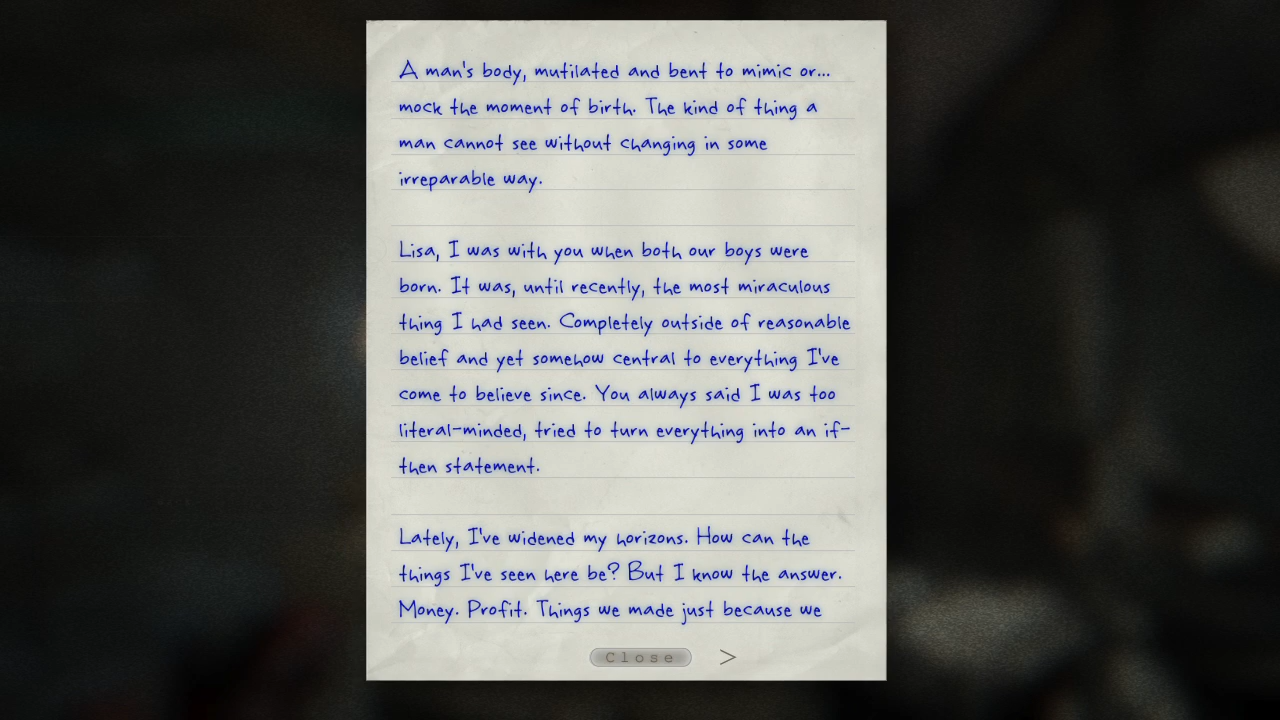 A man's body, mutilated and bent to mimic or...
mock the moment of birth. The kind of thing a
man cannot see without changing in some
irreparable way.
Lisa, I was with you when both our boys were
born. It was, until recently, the most miraculous
thing I had seen. Completely outside of reasonable
belief and yet somehow central to everything I've
come to believe since. You always said I was too
literal-minded, tried to turn everything into an if-
then statement.
Lately, I've widened my horizons. How can the
things I've seen here be? But I know the answer.
Money. Profit. Things we made just because we
Close >